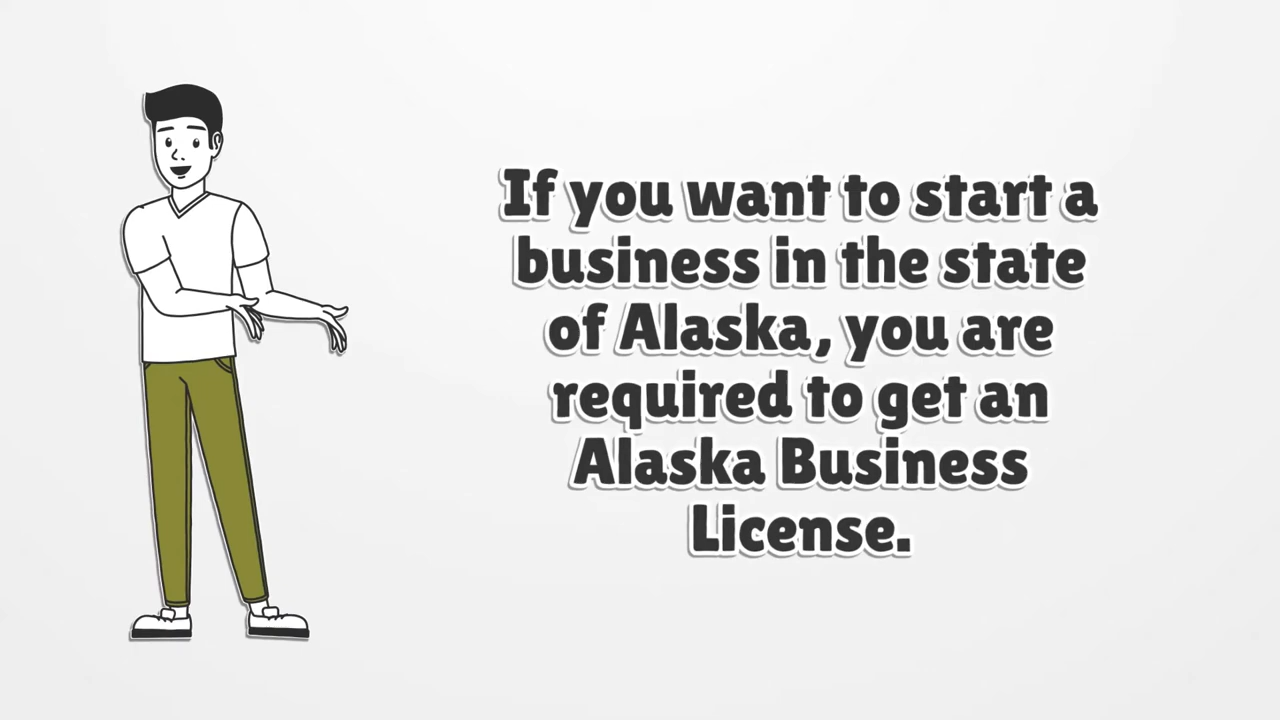 If you want to start a
business in the state
of Alaska, you are
required to get an
Alaska Business
License.